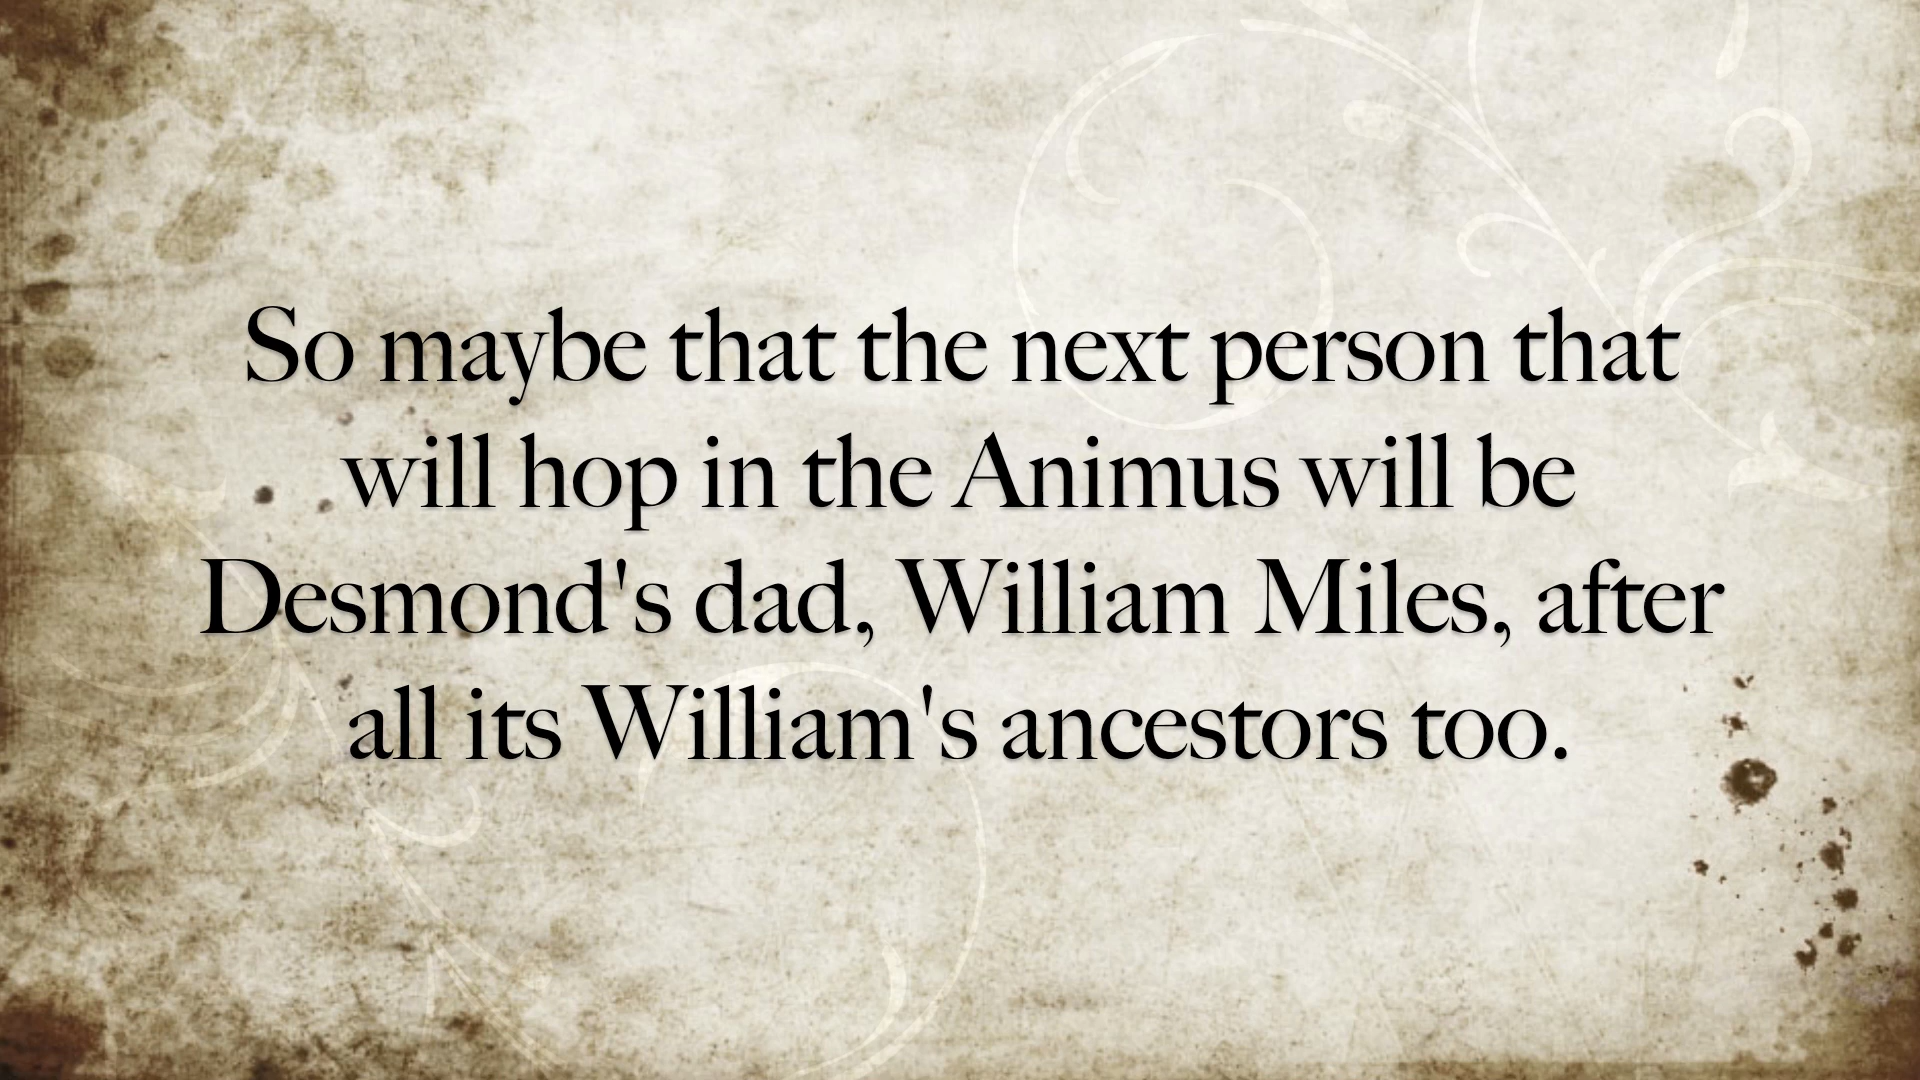 So maybe that the next person that
will hop in the Animus will be
Desmond's dad, William Miles, after
all its William's ancestors too.